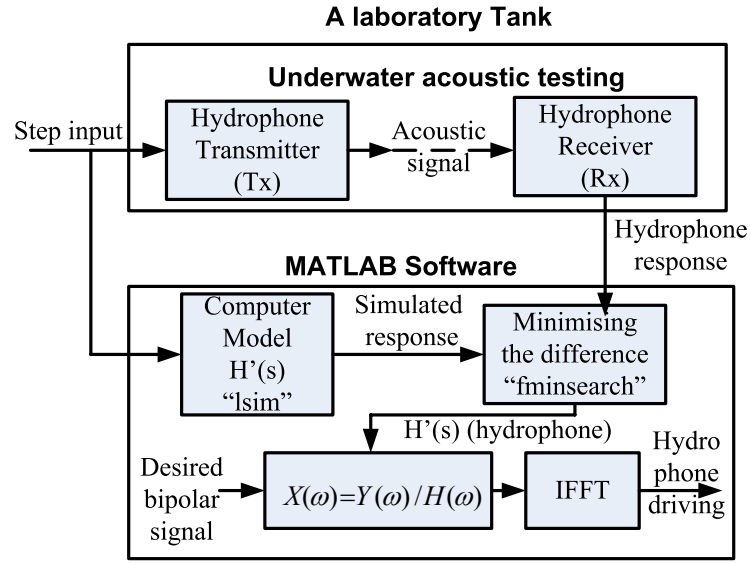 A laboratory Tank
Underwater acoustic testing
Step input
Hydrophone
Transmitter
(Tx)
Acoustic
signal
Hydrophone
Receiver
(Rx)
Hydrophone
response
MATLAB Software
Computer
Model
H’(s)
“lsim”
Simulated
response
Minimising
the difference
“fminsearch”
H’(s) (hydrophone)
Desired
bipolar
signal
X(ω)=Y(ω)/H(ω)
IFFT
Hydro
phone
driving